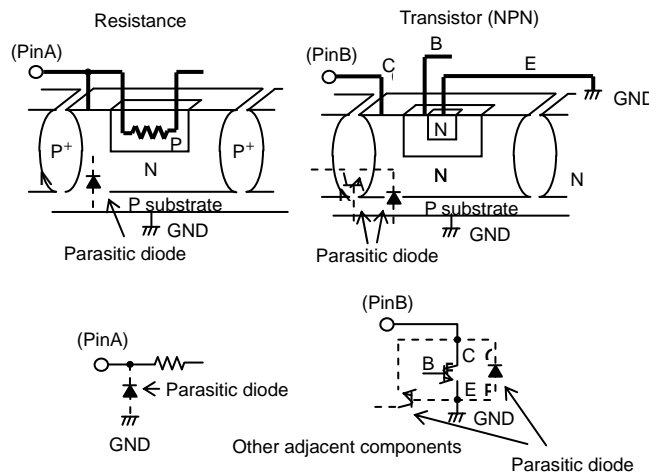 Resistance
(PinA)
P+
P
P+
N
P substrate
GND
Parasitic diode
Transistor (NPN)
(PinB)
C
B
E
GND
N
N
N
P substrate
GND
Parasitic diode
(PinA)
Parasitic diode
GND
(PinB)
C
B
E
GND
Other adjacent components
Parasitic diode